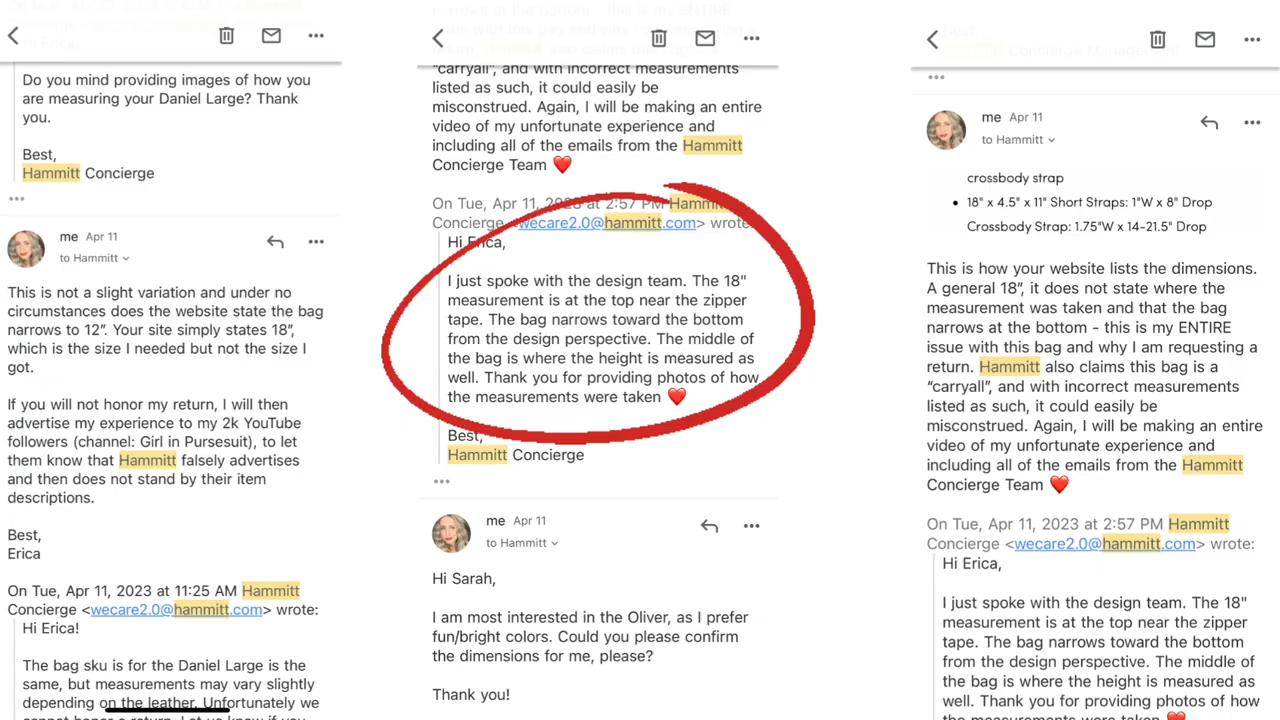 Do you mind providing images of how you
are measuring your Daniel Large? Thank
you.
Best,
Hammitt Concierge
me Apr 11
to Hammitt
This is not a slight variation and under no
circumstances does the website state the bag
narrows to 12”. Your site simply states 18”,
which is the size I needed but not the size I
got.
If you will not honor my return, I will then
advertise my experience to my 2k YouTube
followers (channel: Girl in Pursesuit), to let
them know that Hammitt falsely advertises
and then does not stand by their item
descriptions.
Best,
Erica
On Tue, Apr 11, 2023 at 11:25 AM Hammitt
Concierge <wecare2.0@hammitt.com> wrote:
Hi Erica!
The bag sku is for the Daniel Large is the
same, but measurements may vary slightly
depending on the leather. Unfortunately we
cannot honor a return. Let us know if you
“carryall”, and with incorrect measurements
listed as such, it could easily be
misconstrued. Again, I will be making an entire
video of my unfortunate experience and
including all of the emails from the Hammitt
Concierge Team ❤️
On Tue, Apr 11, 2023 at 2:57 PM Hammitt
Concierge <wecare2.0@hammitt.com> wrote:
Hi Erica,
I just spoke with the design team. The 18"
measurement is at the top near the zipper
tape. The bag narrows toward the bottom
from the design perspective. The middle of
the bag is where the height is measured as
well. Thank you for providing photos of how
the measurements were taken ❤️
Best,
Hammitt Concierge
me Apr 11
to Hammitt
Hi Sarah,
I am most interested in the Oliver, as I prefer
fun/bright colors. Could you please confirm
the dimensions for me, please?
Thank you!
Concierge Management
me Apr 11
to Hammitt
crossbody strap
• 18" x 4.5" x 11" Short Straps: 1"W x 8" Drop
Crossbody Strap: 1.75"W x 14-21.5" Drop
This is how your website lists the dimensions.
A general 18”, it does not state where the
measurement was taken and that the bag
narrows at the bottom - this is my ENTIRE
issue with this bag and why I am requesting a
return. Hammitt also claims this bag is a
“carryall”, and with incorrect measurements
listed as such, it could easily be
misconstrued. Again, I will be making an entire
video of my unfortunate experience and
including all of the emails from the Hammitt
Concierge Team ❤️
On Tue, Apr 11, 2023 at 2:57 PM Hammitt
Concierge <wecare2.0@hammitt.com> wrote:
Hi Erica,
I just spoke with the design team. The 18"
measurement is at the top near the zipper
tape. The bag narrows toward the bottom
from the design perspective. The middle of
the bag is where the height is measured as
well. Thank you for providing photos of how
the measurements were taken ❤️